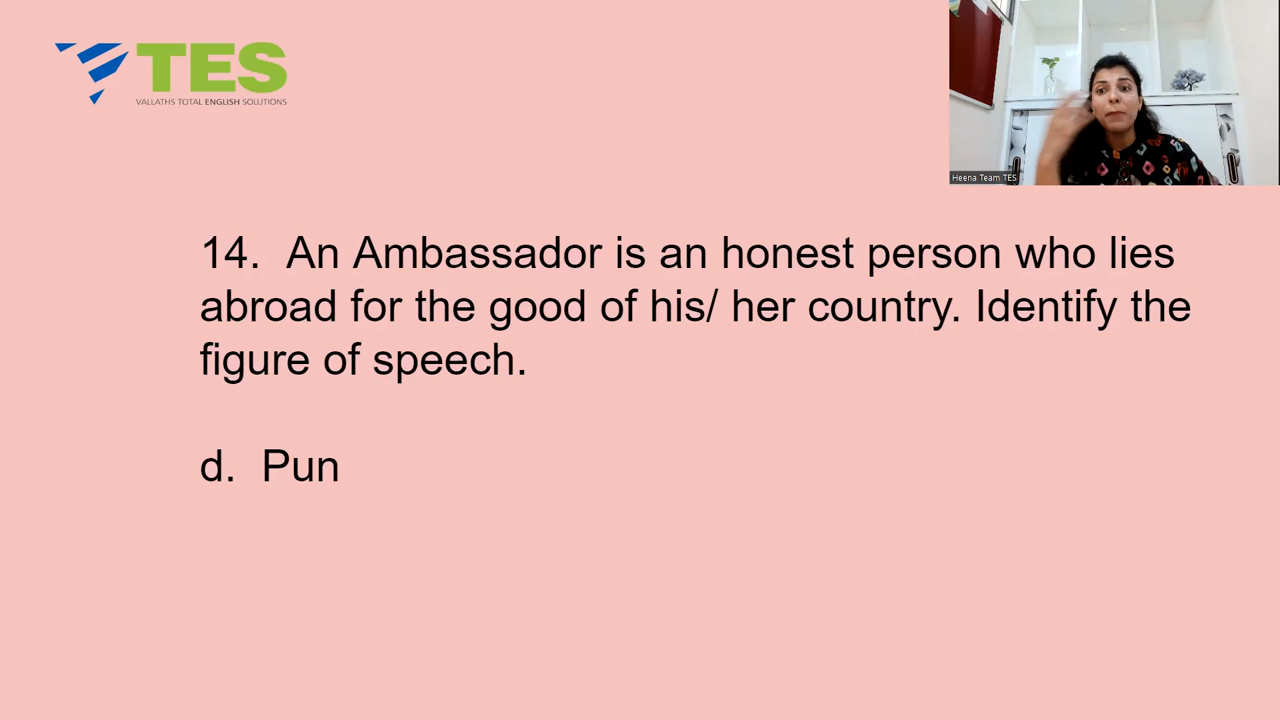 TES
VALLATHS TOTAL ENGLISH SOLUTIONS
Heena Team TES
14. An Ambassador is an honest person who lies
abroad for the good of his/ her country. Identify the
figure of speech.
d. Pun